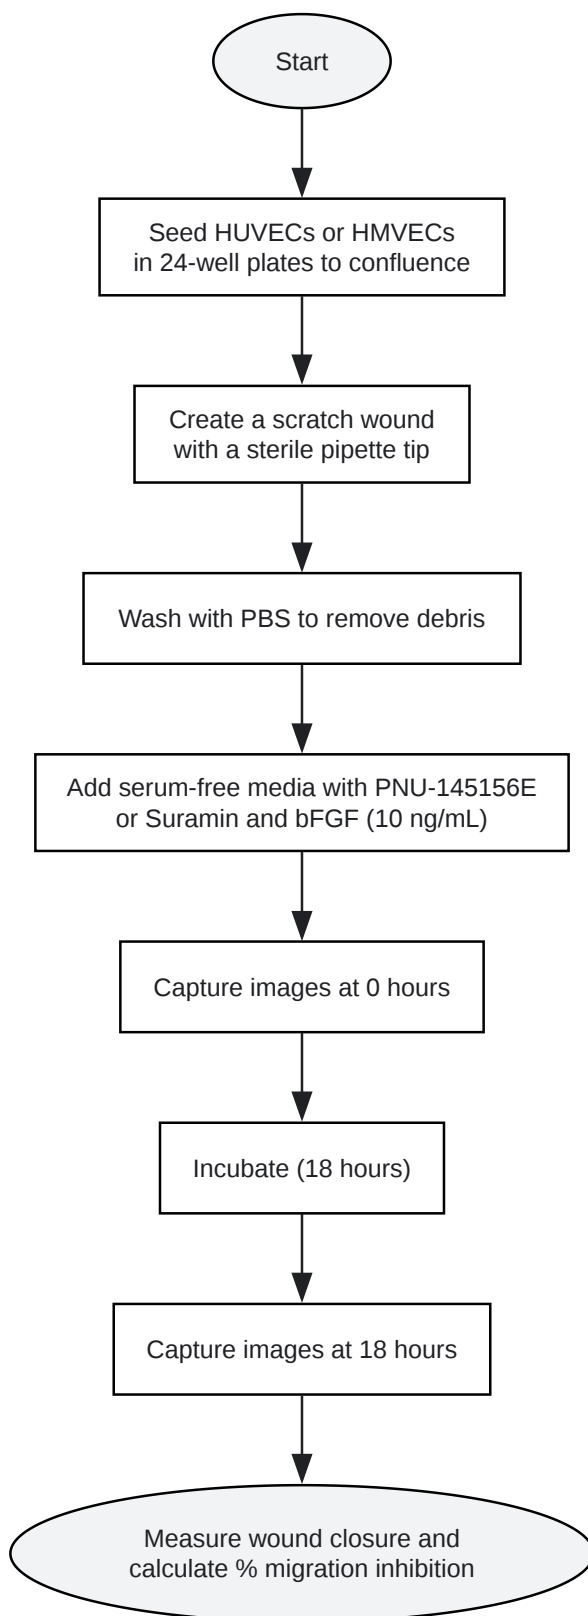 Start
Seed HUVECs or HMVECs
in 24-well plates to confluence
Create a scratch wound
with a sterile pipette tip
Wash with PBS to remove debris
Add serum-free media with PNU-145156E
or Suramin and bFGF (10 ng/mL)
Capture images at 0 hours
Incubate (18 hours)
Capture images at 18 hours
Measure wound closure and
calculate % migration inhibition